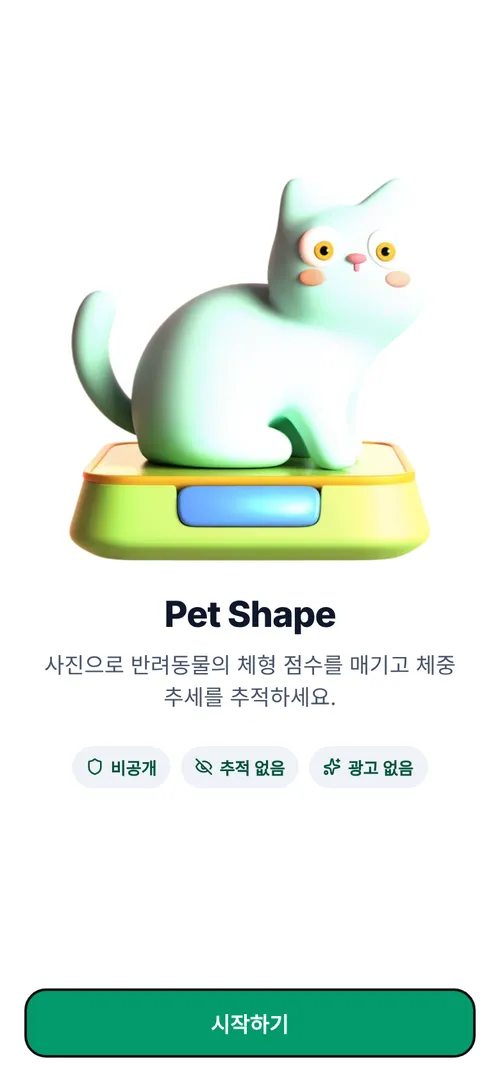 Pet Shape
사진으로 반려동물의 체형 점수를 매기고 체중
추세를 추적하세요.
비공개
추적 없음
광고 없음
시작하기